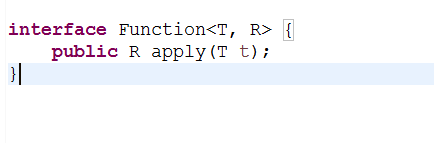 interface Function<T, R> {
    public R apply(T t);
}